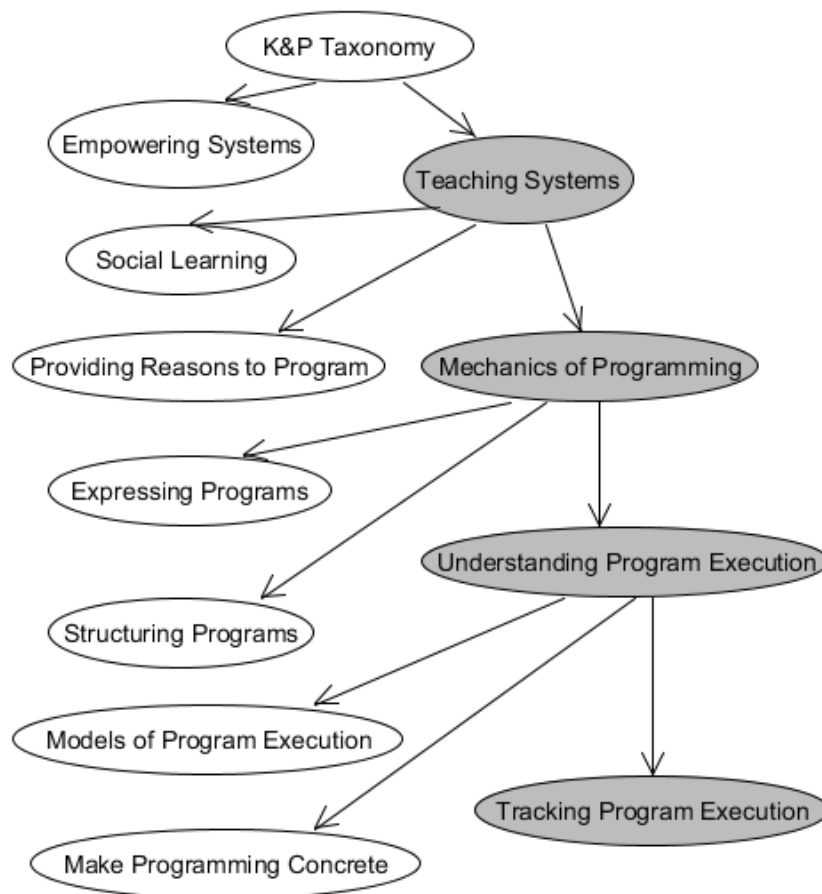 K&P Taxonomy
Empowering Systems
Teaching Systems
Social Learning
Providing Reasons to Program
Mechanics of Programming
Expressing Programs
Understanding Program Execution
Structuring Programs
Models of Program Execution
Tracking Program Execution
Make Programming Concrete